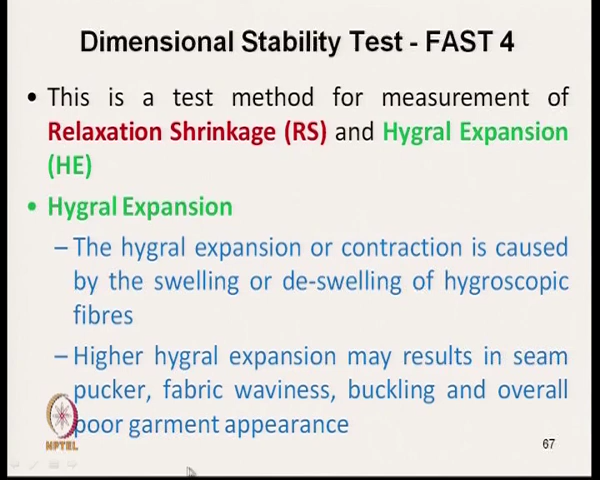 Dimensional Stability Test - FAST 4
• This is a test method for measurement of
Relaxation Shrinkage (RS) and Hygral Expansion
(HE)
• Hygral Expansion
– The hygral expansion or contraction is caused
by the swelling or de-swelling of hygroscopic
fibres
– Higher hygral expansion may results in seam
pucker, fabric waviness, buckling and overall
poor garment appearance
NPTEL
67